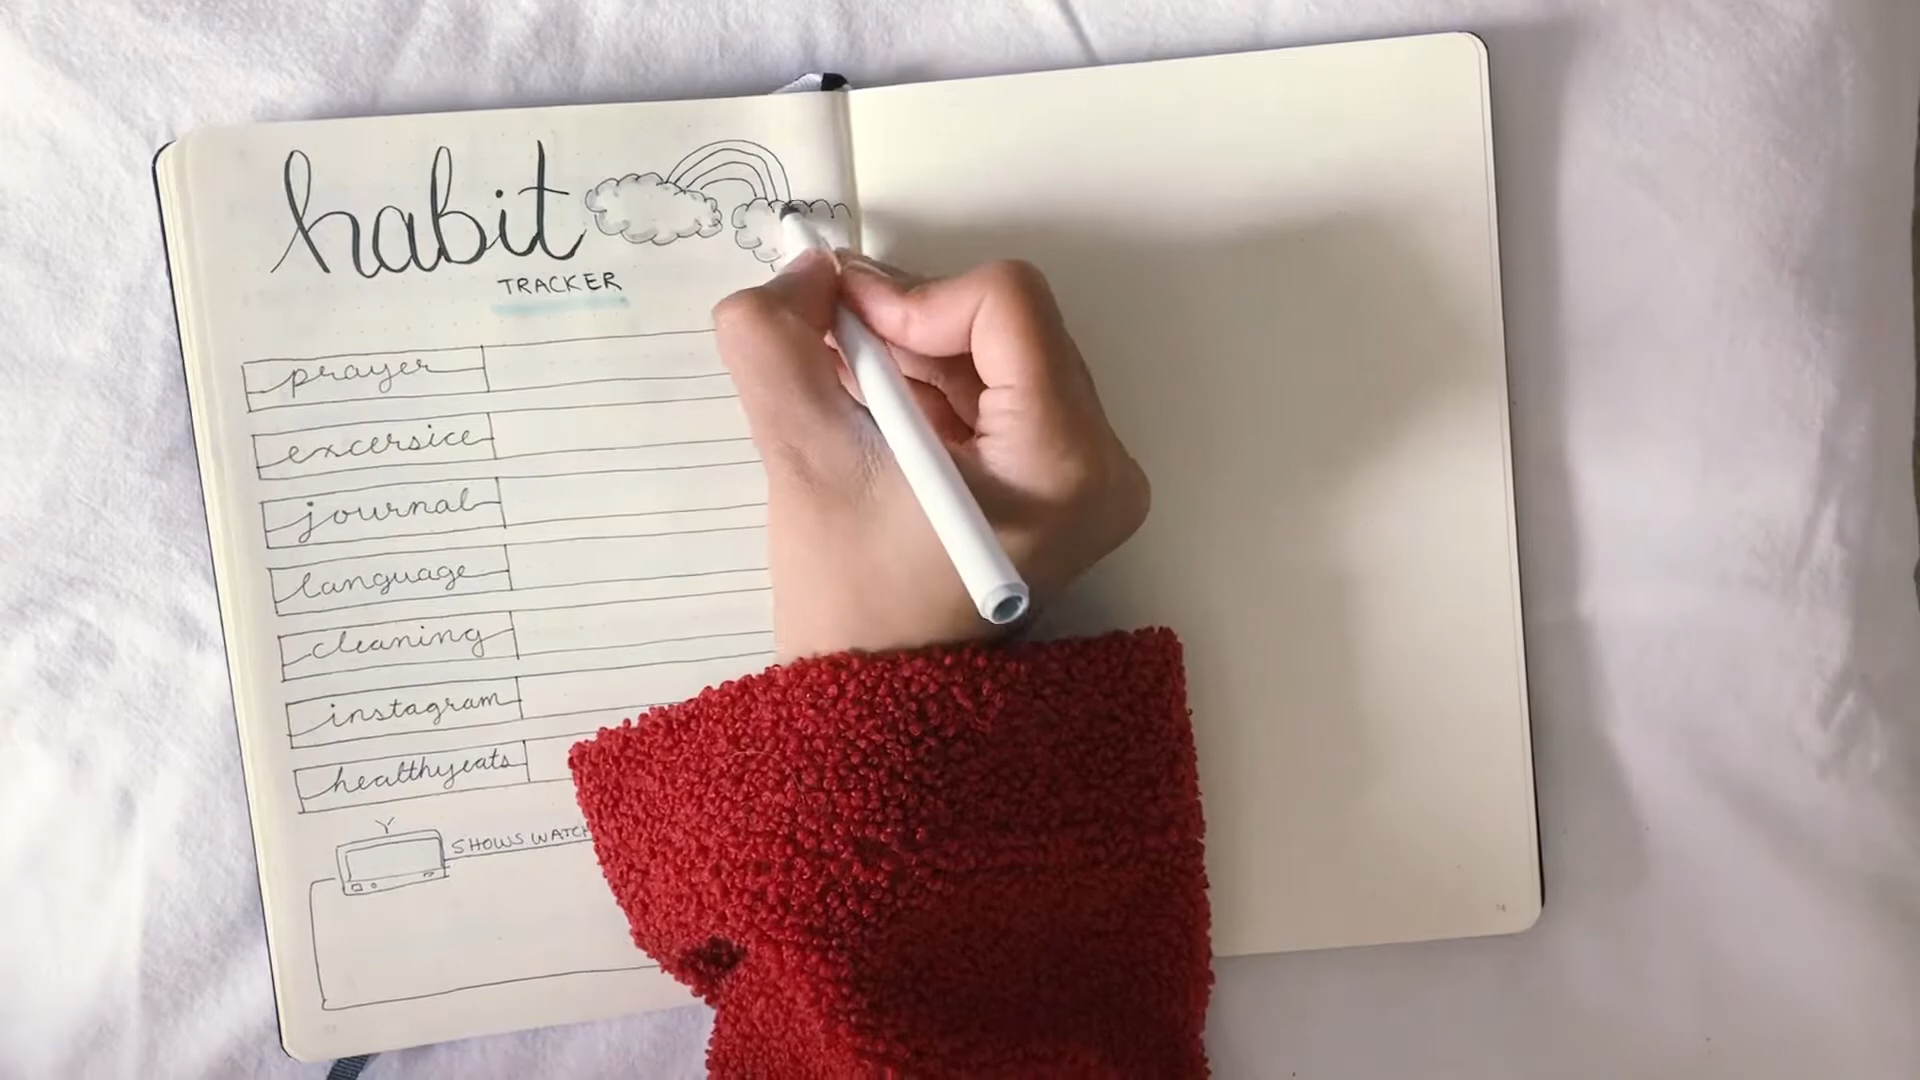 habit
TRACKER
prayer
excersice
journal
language
cleaning
instagram
healthyeats
SHOWS WATCH